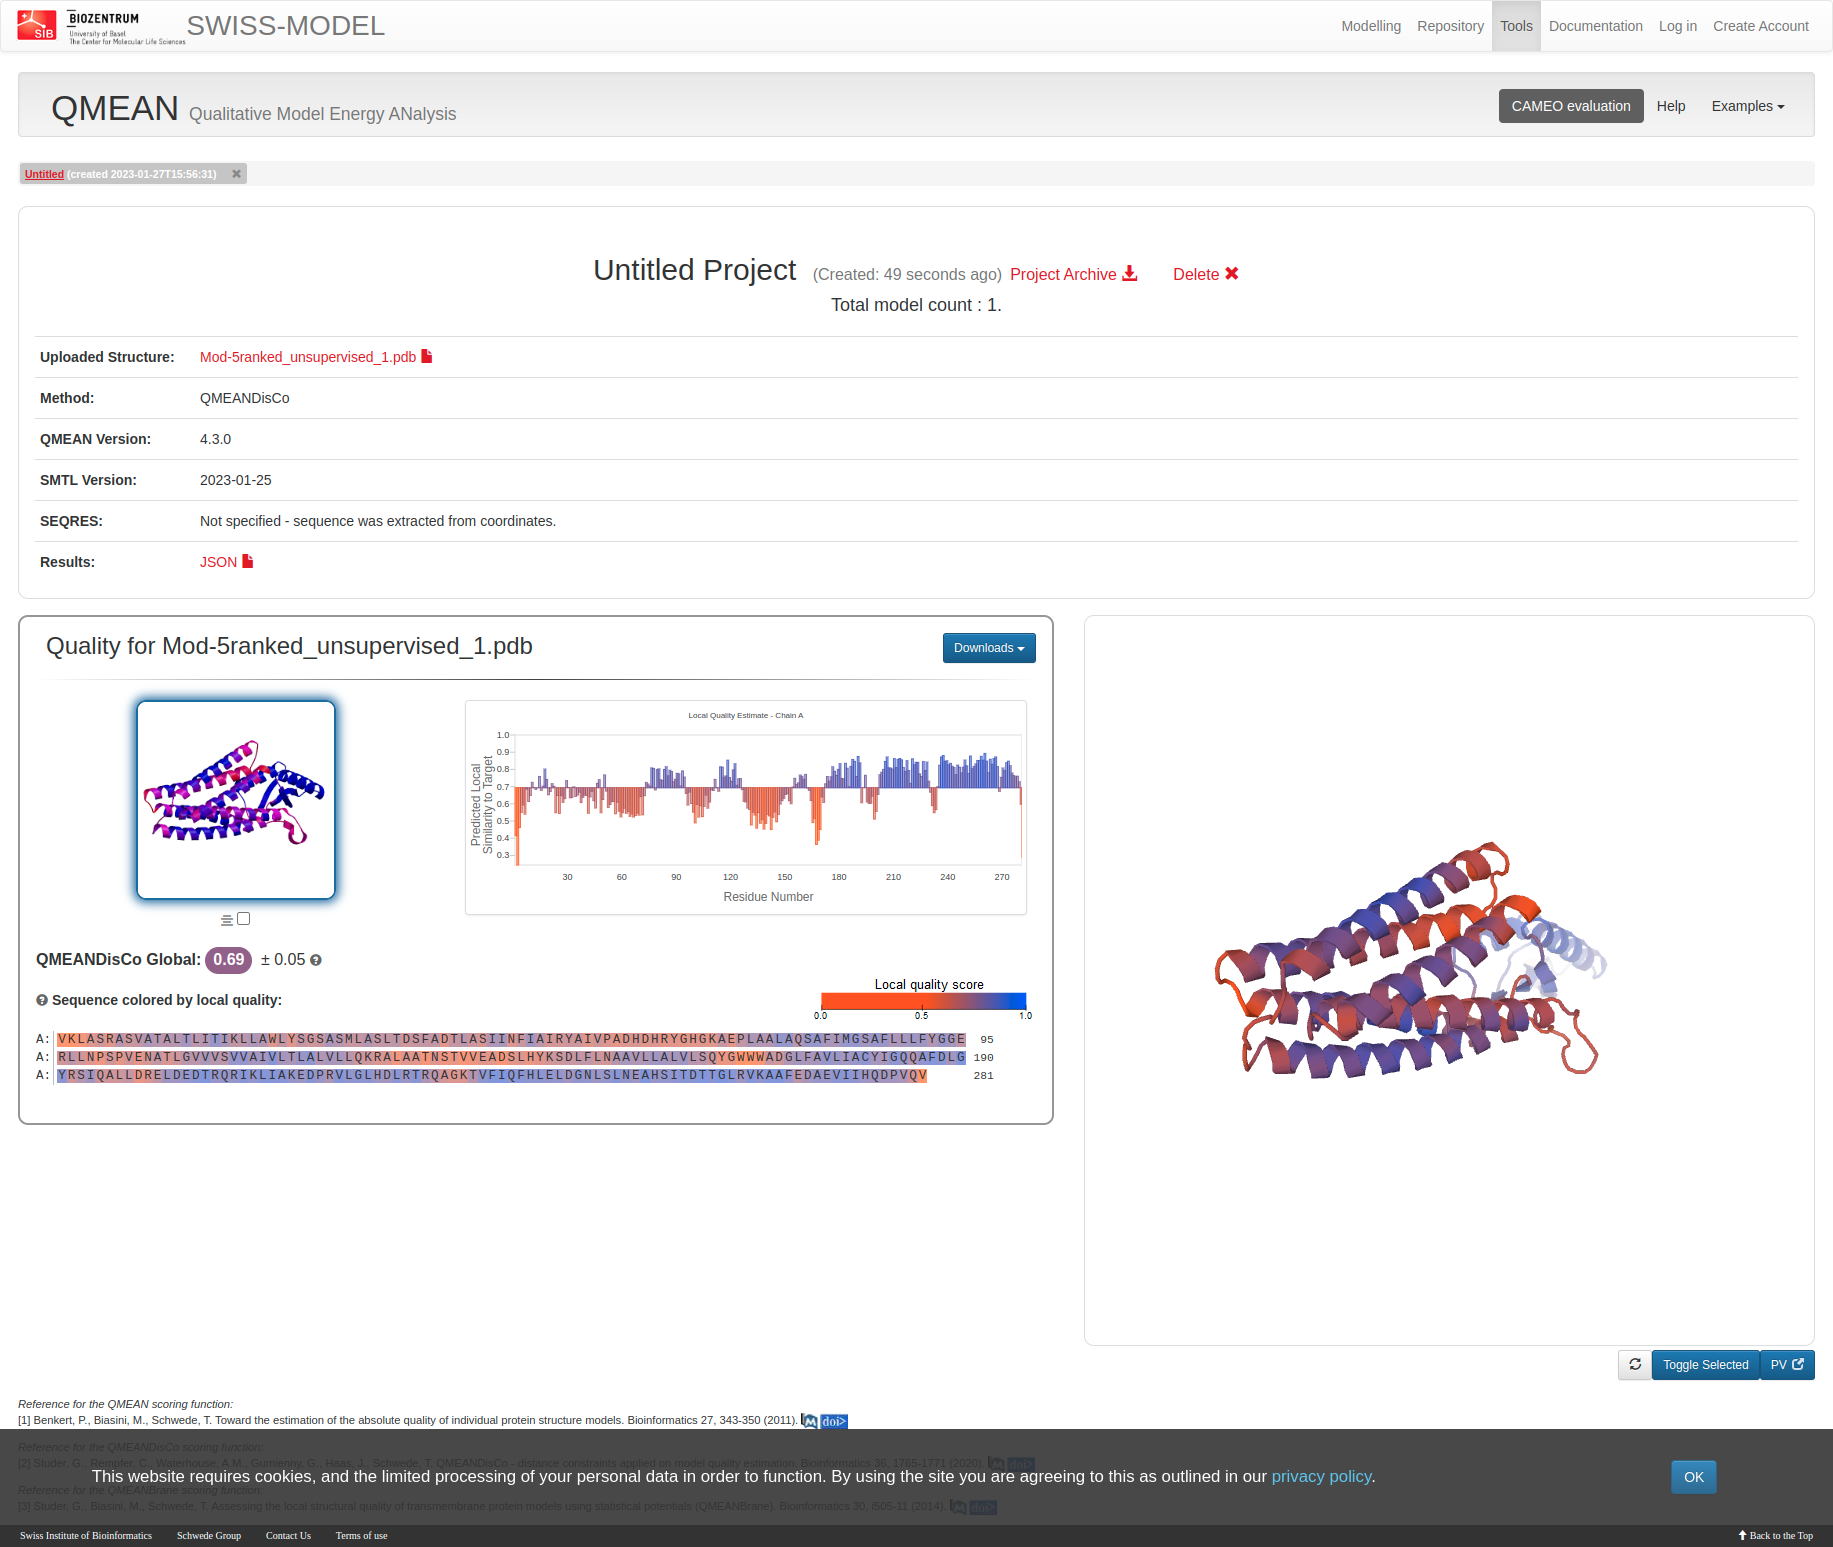 SIB
BIOZENTRUM
University of Basel
The Center for Molecular Life Sciences
SWISS-MODEL
Modelling Repository Tools Documentation Log in Create Account
QMEAN Qualitative Model Energy ANalysis
CAMEO evaluation Help Examples
Untitled (created 2023-01-27T15:56:31) ✖
Untitled Project (Created: 49 seconds ago) Project Archive Delete ✖
Total model count : 1.
Uploaded Structure: Mod-5ranked_unsupervised_1.pdb
Method: QMEANDisCo
QMEAN Version: 4.3.0
SMTL Version: 2023-01-25
SEQRES: Not specified - sequence was extracted from coordinates.
Results: JSON
Quality for Mod-5ranked_unsupervised_1.pdb
Downloads
Local Quality Estimate - Chain A
Predicted Local
Similarity to Target
1.0
0.9
0.8
0.7
0.6
0.5
0.4
0.3
30 60 90 120 150 180 210 240 270
Residue Number
QMEANDisCo Global: 0.69 ± 0.05 ?
? Sequence colored by local quality:
Local quality score
0.0 0.5 1.0
A: VKLASRASVATALTLITIKLLAWLYSGSASMLASLTDSFADTLASIINFIAIRYAIVPADHDHRYGHGKAEPLAALAQSAFIMGSAFLLLFYGGE 95
A: RLLNPSPVENATLGVVVSVVAIVLTLALVLLQKRALAATNSTVVEADSLHYKSDLFLNAAVLLALVLSQYGWWWADGLFAVLIACYIGQQAFDLG 190
A: YRSIQALLDRELDEDTRQRIKLIAKEDPRVLGLHDLRTRQAGKTVFIQFHLELDGNLSLNEAHSITDTTGLRVKAAFEDAEVIIHQDPVQV 281
Toggle Selected PV
Reference for the QMEAN scoring function:
[1] Benkert, P., Biasini, M., Schwede, T. Toward the estimation of the absolute quality of individual protein structure models. Bioinformatics 27, 343-350 (2011). M doi>
Reference for the QMEANDisCo scoring function:
[2] Studer, G., Rempfer, C., Waterhouse, A.M., Gumienny, G., Haas, J., Schwede, T. QMEANDisCo - distance constraints applied on model quality estimation. Bioinformatics 36, 1765-1771 (2020). M doi>
This website requires cookies, and the limited processing of your personal data in order to function. By using the site you are agreeing to this as outlined in our privacy policy. OK
Reference for the QMEANBrane scoring function:
[3] Studer, G., Biasini, M., Schwede, T. Assessing the local structural quality of transmembrane protein models using statistical potentials (QMEANBrane). Bioinformatics 30, i505-11 (2014). M doi>
Swiss Institute of Bioinformatics Schwede Group Contact Us Terms of use Back to the Top